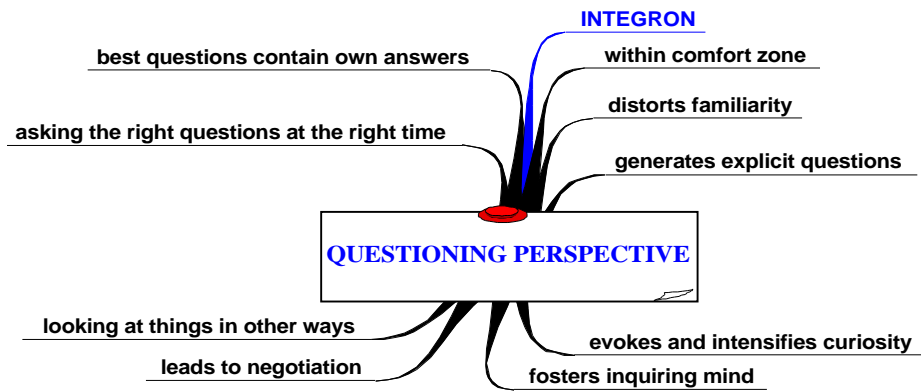 INTEGRON
best questions contain own answers
within comfort zone
distorts familiarity
asking the right questions at the right time
generates explicit questions
QUESTIONING PERSPECTIVE
looking at things in other ways
evokes and intensifies curiosity
leads to negotiation
fosters inquiring mind